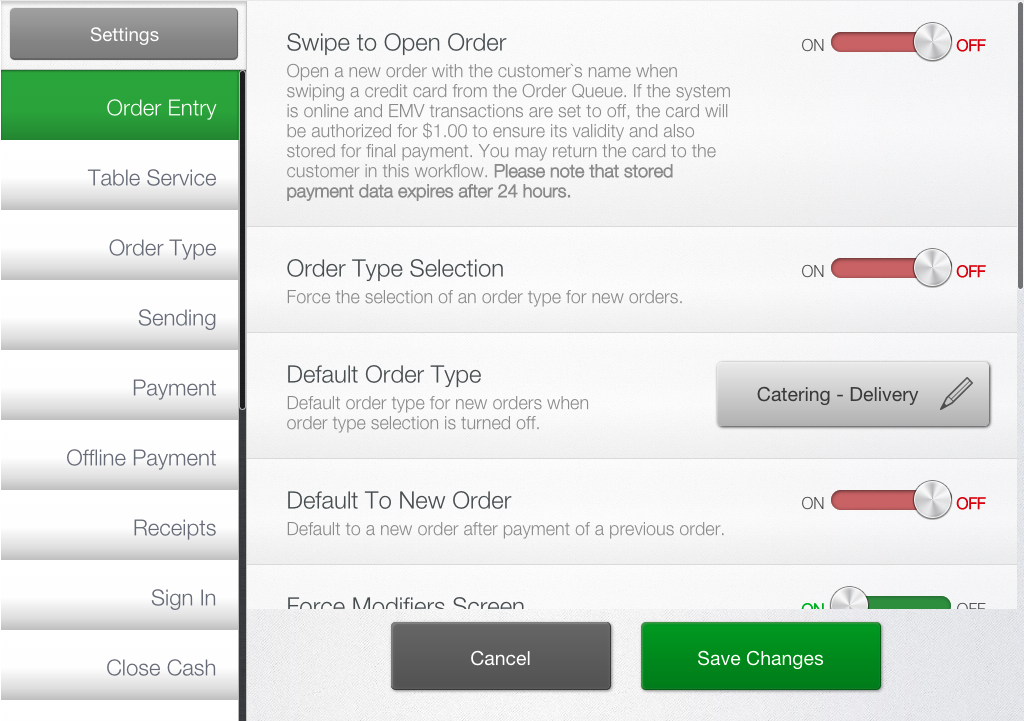 Settings
Order Entry
Table Service
Order Type
Sending
Payment
Offline Payment
Receipts
Sign In
Close Cash
Swipe to Open Order
ON OFF
Open a new order with the customer`s name when
swiping a credit card from the Order Queue. If the system
is online and EMV transactions are set to off, the card will
be authorized for $1.00 to ensure its validity and also
stored for final payment. You may return the card to the
customer in this workflow. Please note that stored
payment data expires after 24 hours.
Order Type Selection
ON OFF
Force the selection of an order type for new orders.
Default Order Type
Default order type for new orders when
order type selection is turned off.
Catering - Delivery
Default To New Order
ON OFF
Default to a new order after payment of a previous order.
Force Modifiers Screen
ON OFF
Cancel
Save Changes